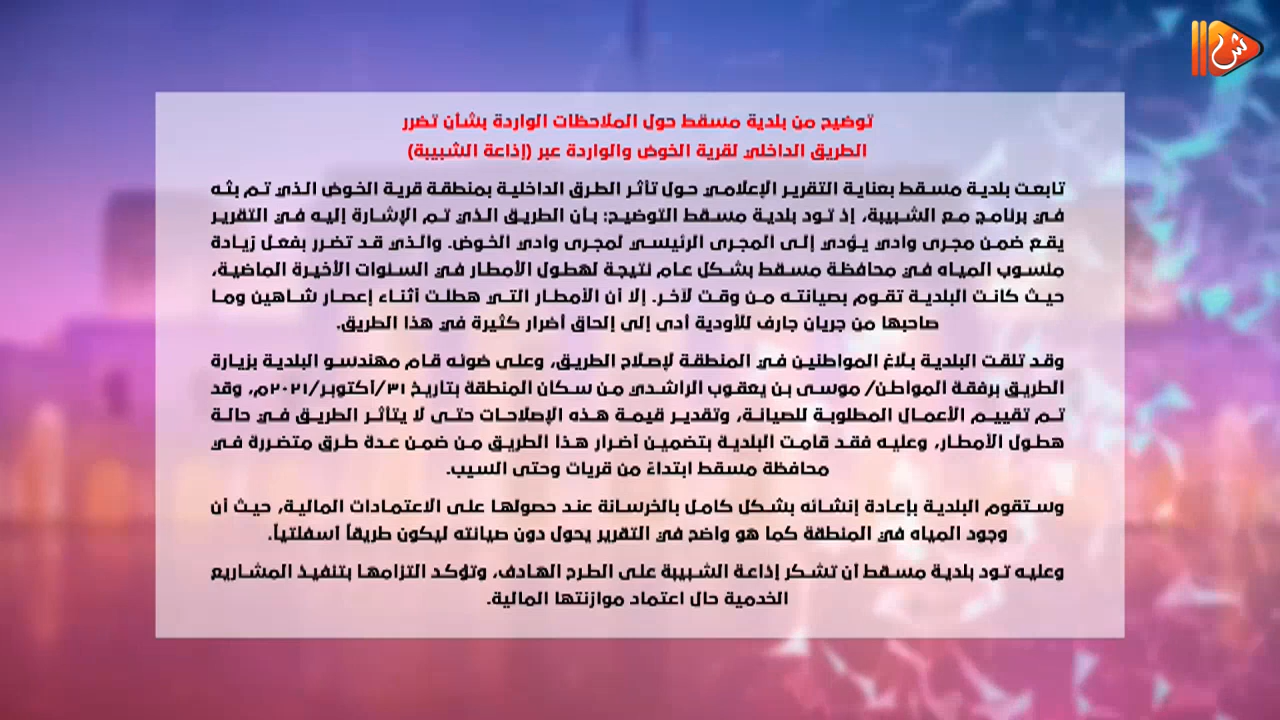 ش
توضيح من بلدية مسقط حول الملاحظات الواردة بشأن تضرر
الطريق الداخلي لقرية الخوض والواردة عبر (إذاعة الشبيبة)
تابعت بلدية مسقط بعناية التقرير الإعلامي حول تأثر الطرق الداخلية بمنطقة قرية الخوض الذي تم بثه
في برنامج مع الشبيبة، إذ تود بلدية مسقط التوضيح: بأن الطريق الذي تم الإشارة إليه في التقرير
يقع ضمن مجرى وادي يؤدي إلى المجرى الرئيسي لمجرى وادي الخوض. والذي قد تضرر بفعل زيادة
منسوب المياه في محافظة مسقط بشكل عام نتيجة لهطول الأمطار في السنوات الأخيرة الماضية،
حيث كانت البلدية تقوم بصيانته من وقت لآخر. إلا أن الأمطار التي هطلت أثناء إعصار شاهين وما
صاحبها من جريان جارف للأودية أدى إلى إلحاق أضرار كثيرة في هذا الطريق.
وقد تلقت البلدية بلاغ المواطنين في المنطقة لإصلاح الطريق، وعلى ضوئه قام مهندسو البلدية بزيارة
الطريق برفقة المواطن/ موسى بن يعقوب الراشدي من سكان المنطقة بتاريخ ٣١/أكتوبر/٢٠٢١م، وقد
تم تقييم الأعمال المطلوبة للصيانة، وتقدير قيمة هذه الإصلاحات حتى لا يتأثر الطريق في حالة
هطول الأمطار، وعليه فقد قامت البلدية بتضمين أضرار هذا الطريق من ضمن عدة طرق متضررة في
محافظة مسقط ابتداءً من قريات وحتى السيب.
وستقوم البلدية بإعادة إنشائه بشكل كامل بالخرسانة عند حصولها على الاعتمادات المالية، حيث أن
وجود المياه في المنطقة كما هو واضح في التقرير يحول دون صيانته ليكون طريقاً اسفلتياً.
وعليه تود بلدية مسقط أن تشكر إذاعة الشبيبة على الطرح الهادف، وتؤكد التزامها بتنفيذ المشاريع
الخدمية حال اعتماد موازنتها المالية.